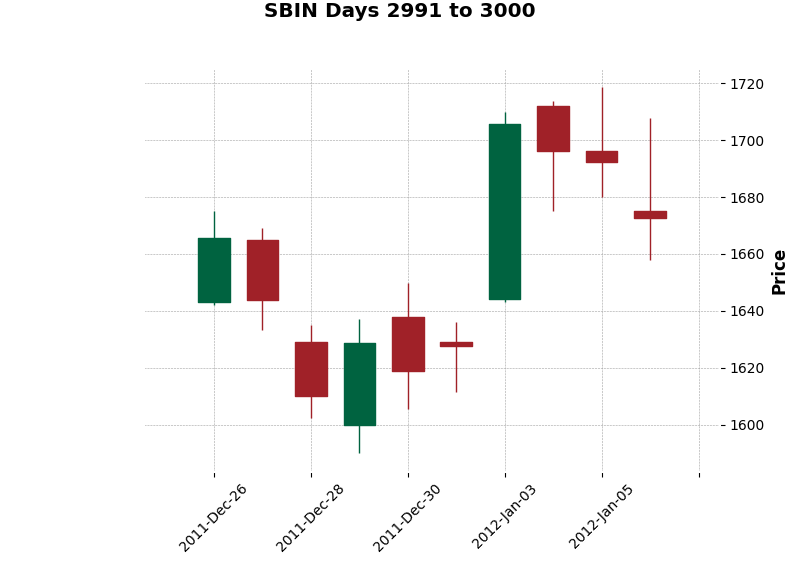 SBIN Days 2991 to 3000
1720
1700
1680
1660
1640
1620
1600
Price
2011-Dec-26
2011-Dec-28
2011-Dec-30
2012-Jan-03
2012-Jan-05